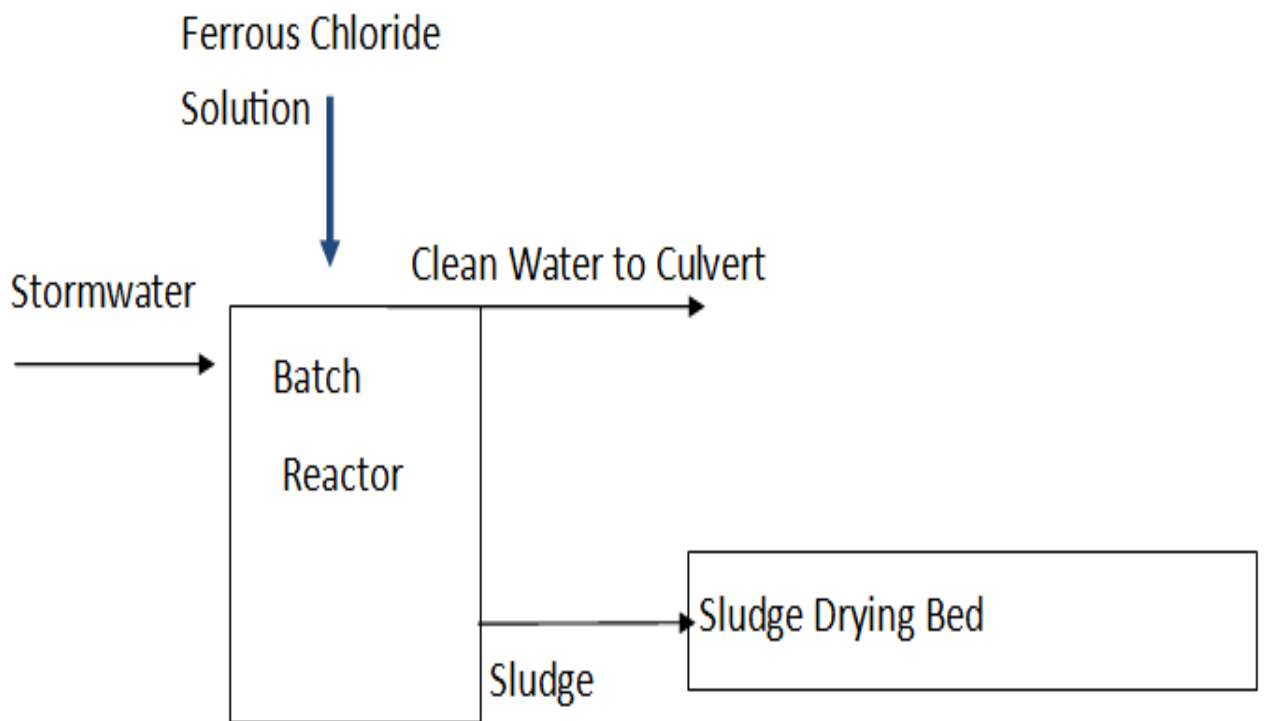 Ferrous Chloride
Solution
Clean Water to Culvert
Stormwater
Batch
Reactor
Sludge Drying Bed
Sludge